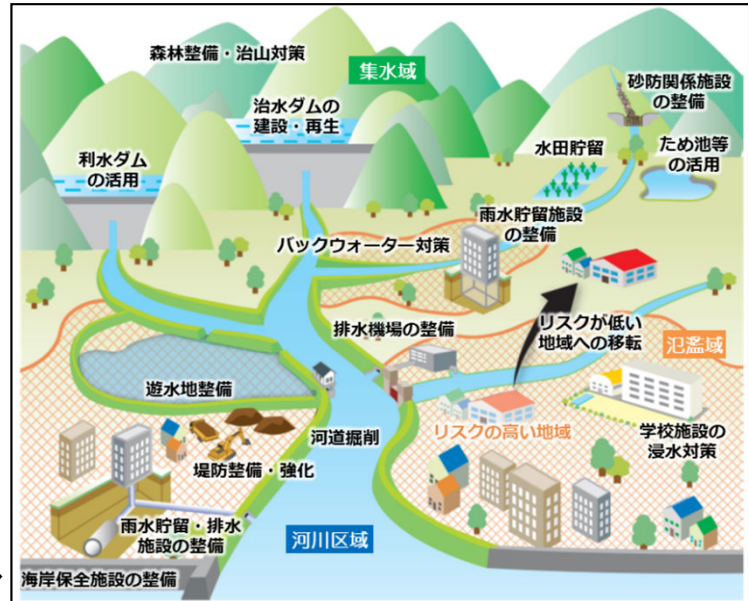 森林整備・治山対策
集水域
治水ダムの
建設・再生
砂防関係施設
の整備
利水ダム
の活用
水田貯留
ため池等
の活用
雨水貯留施設
の整備
バックウォーター対策
排水機場の整備
リスクが低い
地域への移転
氾濫域
遊水地整備
河道掘削
リスクの高い地域
学校施設の
浸水対策
堤防整備・強化
雨水貯留・排水
施設の整備
河川区域
海岸保全施設の整備